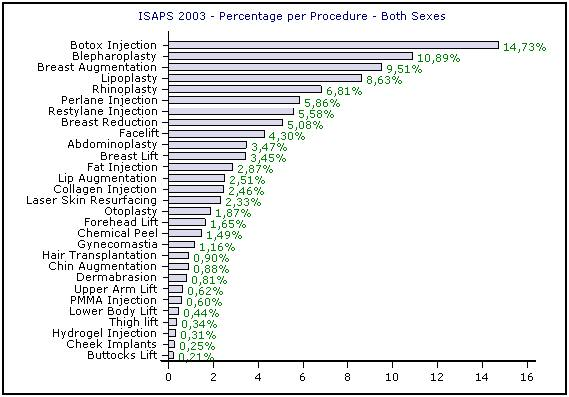 ISAPS 2003 - Percentage per Procedure - Both Sexes
Botox Injection 14,73%
Blepharoplasty 10,89%
Breast Augmentation 9,51%
Lipoplasty 8,63%
Rhinoplasty 6,81%
Perlane Injection 5,86%
Restylane Injection 5,58%
Breast Reduction 5,08%
Facelift 4,30%
Abdominoplasty 3,47%
Breast Lift 3,45%
Fat Injection 2,87%
Lip Augmentation 2,51%
Collagen Injection 2,46%
Laser Skin Resurfacing 2,33%
Otoplasty 1,87%
Forehead Lift 1,65%
Chemical Peel 1,49%
Gynecomastia 1,16%
Hair Transplantation 0,90%
Chin Augmentation 0,88%
Dermabrasion 0,81%
Upper Arm Lift 0,62%
PMMA Injection 0,60%
Lower Body Lift 0,44%
Thigh lift 0,34%
Hydrogel Injection 0,31%
Cheek Implants 0,25%
Buttocks Lift 0,21%
0 2 4 6 8 10 12 14 16